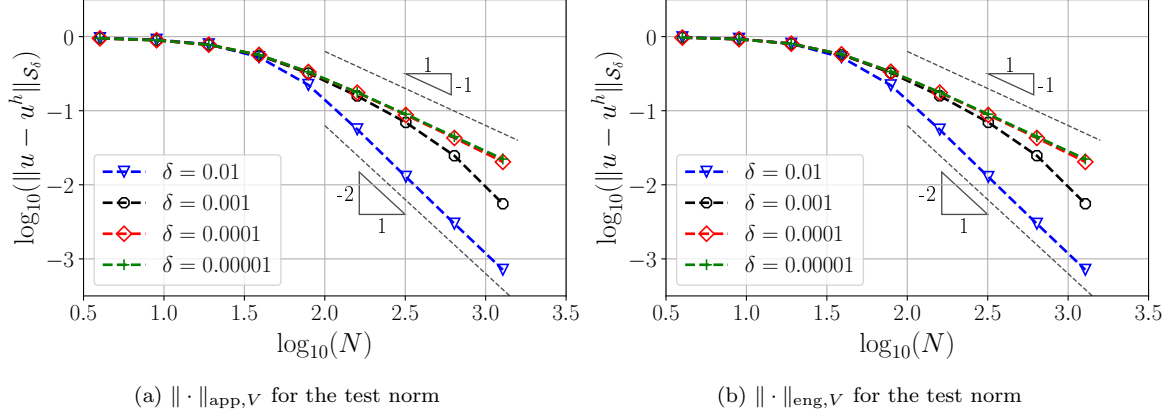 log₁₀(||u − uʰ||_{𝒮_δ})
0
−1
−2
−3
1
-1
-2
1
δ = 0.01
δ = 0.001
δ = 0.0001
δ = 0.00001
0.5 1.0 1.5 2.0 2.5 3.0 3.5
log₁₀(N)
(a) ‖ · ‖_{app,V} for the test norm
log₁₀(||u − uʰ||_{𝒮_δ})
0
−1
−2
−3
1
-1
-2
1
δ = 0.01
δ = 0.001
δ = 0.0001
δ = 0.00001
0.5 1.0 1.5 2.0 2.5 3.0 3.5
log₁₀(N)
(b) ‖ · ‖_{eng,V} for the test norm